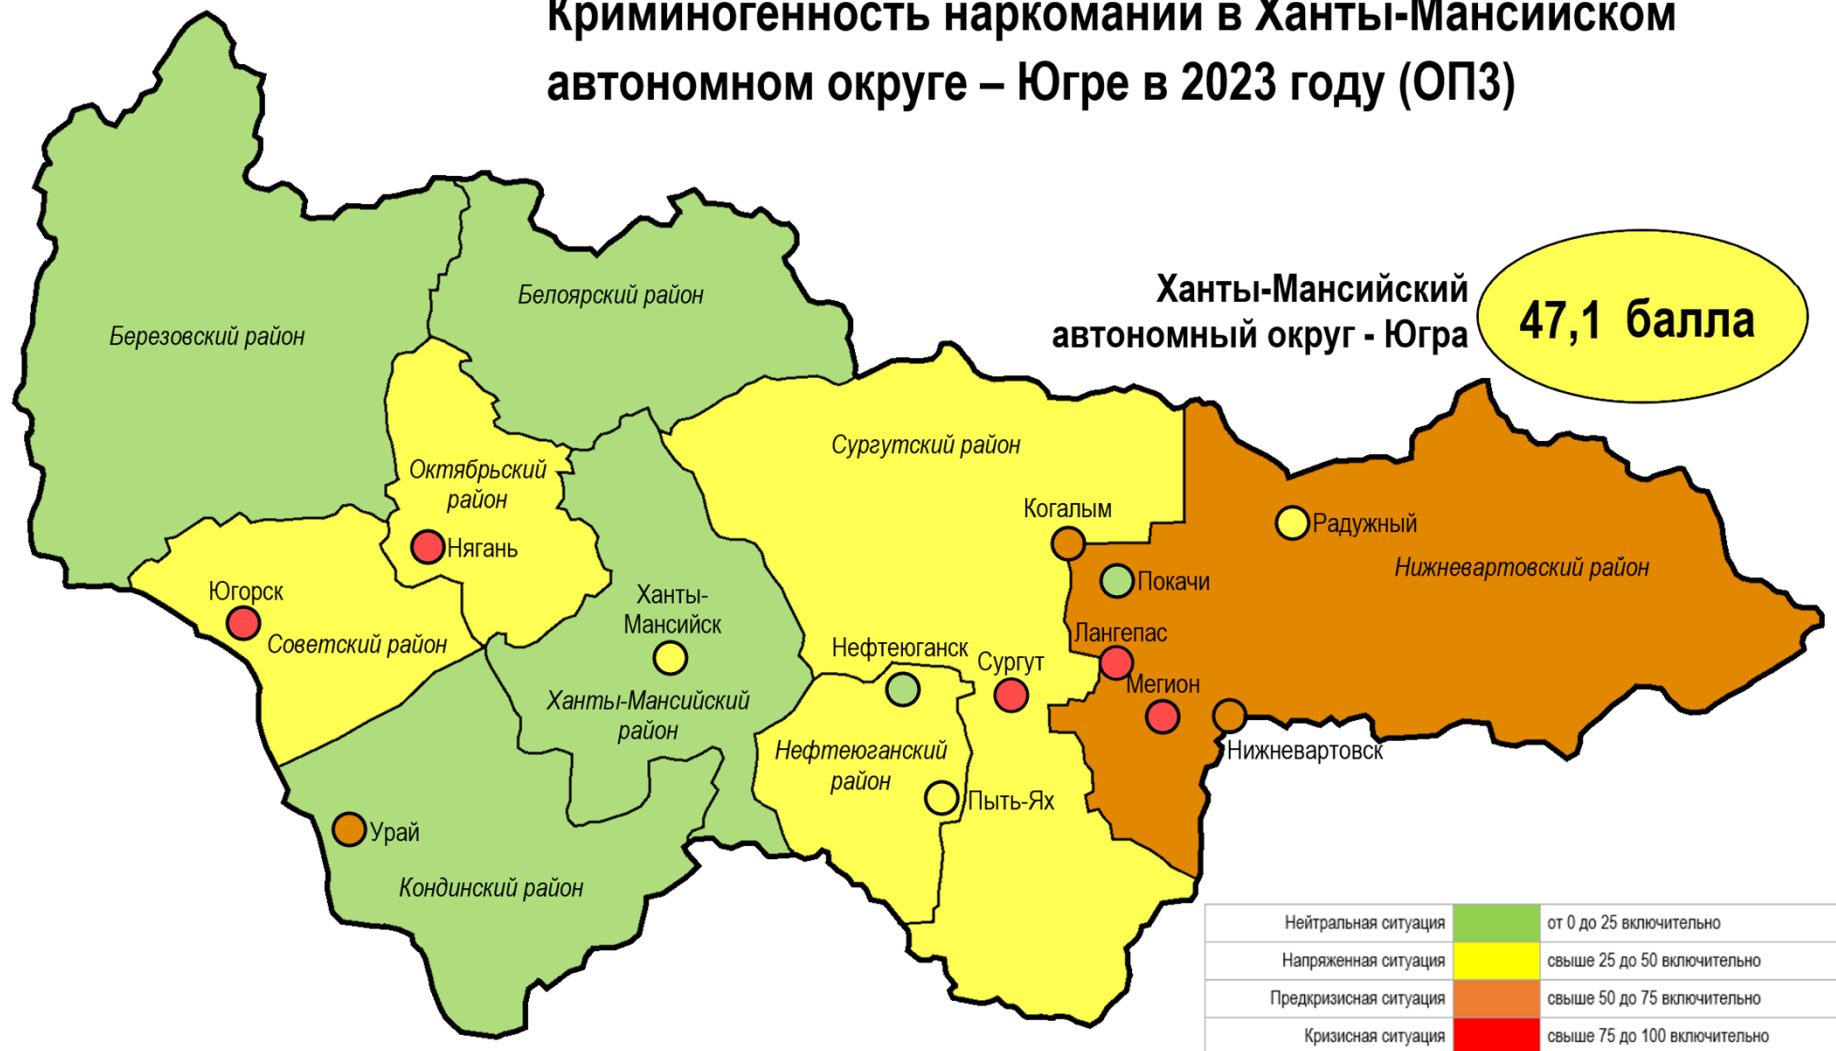 Криминогенность наркомании в Ханты-Мансийском
автономном округе – Югре в 2023 году (ОП3)
Ханты-Мансийский
автономный округ - Югра
47,1 балла
Березовский район
Белоярский район
Октябрьский
район
Нягань
Сургутский район
Когалым
Радужный
Нижневартовский район
Покачи
Югорск
Советский район
Ханты-
Мансийск
Ханты-Мансийский
район
Нефтеюганск
Сургут
Лангепас
Мегион
Нижневартовск
Нефтеюганский
район
Пыть-Ях
Урай
Кондинский район
Нейтральная ситуация от 0 до 25 включительно
Напряженная ситуация свыше 25 до 50 включительно
Предкризисная ситуация свыше 50 до 75 включительно
Кризисная ситуация свыше 75 до 100 включительно